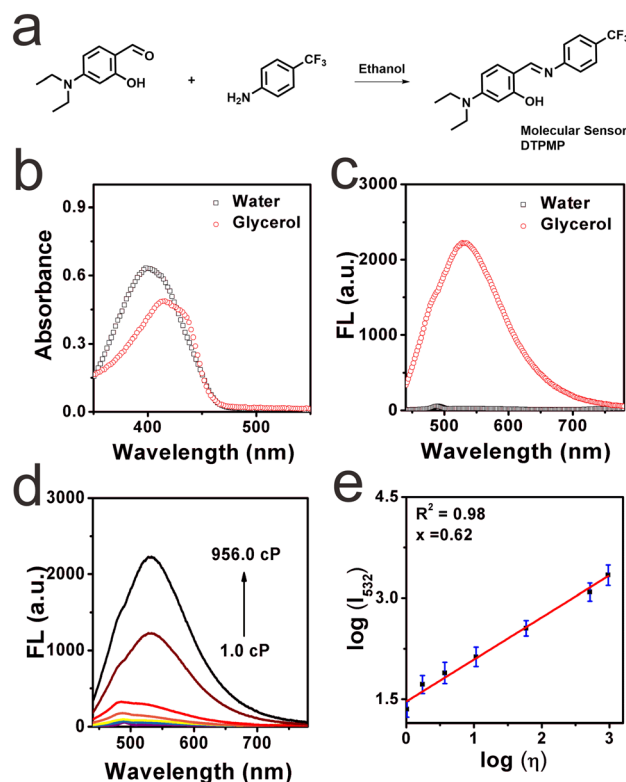 a
O
OH
N
+
CF₃
H₂N
Ethanol
CF₃
N
OH
N
Molecular Sensor
DTPMP
b
Absorbance
0.9
0.6
0.3
0.0
Water
Glycerol
400
500
Wavelength (nm)
c
FL (a.u.)
3000
2000
1000
0
Water
Glycerol
500
600
700
Wavelength (nm)
d
FL (a.u.)
3000
2000
1000
0
956.0 cP
1.0 cP
500
600
700
Wavelength (nm)
e
log (I₅₃₂)
4.5
3.0
1.5
R² = 0.98
x =0.62
0
1
2
3
log (η)